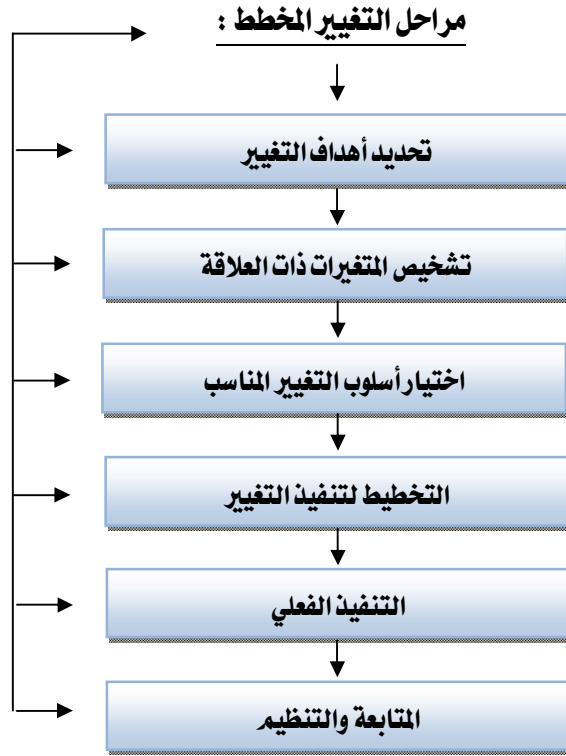 مراحل التغيير المخطط :
تحديد أهداف التغيير
تشخيص المتغيرات ذات العلاقة
اختيار أسلوب التغيير المناسب
التخطيط لتنفيذ التغيير
التنفيذ الفعلي
المتابعة والتنظيم